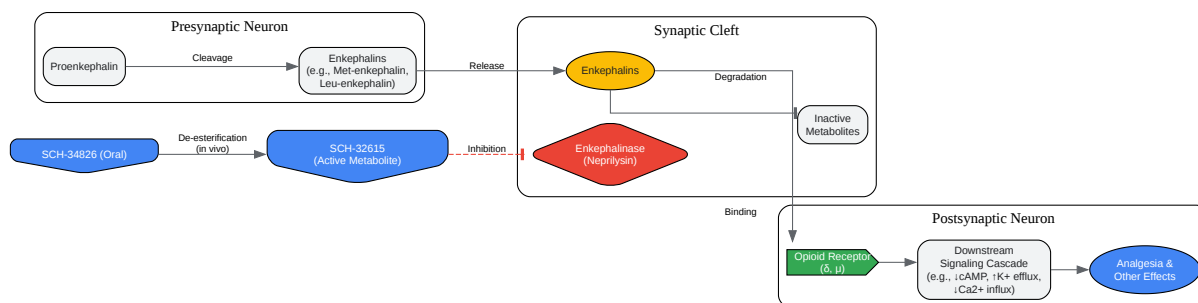 Presynaptic Neuron
Proenkephalin
Cleavage
Enkephalins
(e.g., Met-enkephalin,
Leu-enkephalin)
Release
Synaptic Cleft
Enkephalins
Degradation
Inactive
Metabolites
SCH-34826 (Oral)
De-esterification
(in vivo)
SCH-32615
(Active Metabolite)
Inhibition
Enkephalinase
(Neprilysin)
Binding
Postsynaptic Neuron
Opioid Receptor
(δ, μ)
Downstream
Signaling Cascade
(e.g., ↓cAMP, ↑K+ efflux,
↓Ca2+ influx)
Analgesia &
Other Effects